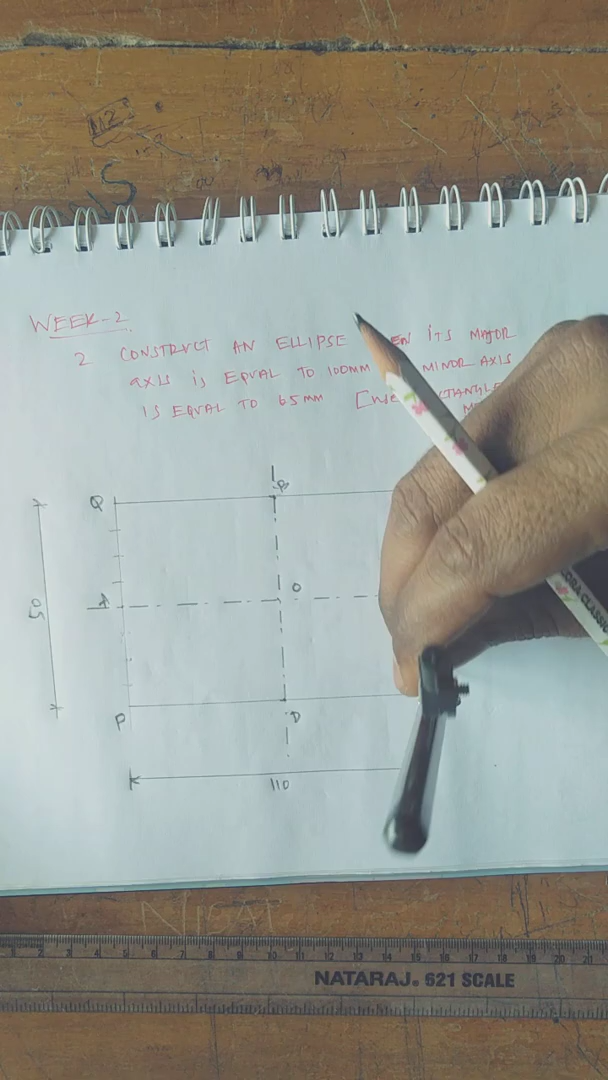 WEEK-2
2 CONSTRUCT AN ELLIPSE EN ITS MAJOR
AXIS IS EQUAL TO 100MM MINOR AXIS
IS EQUAL TO 65MM
Q
O
A
P
D
110
NATARAJ® 621 SCALE